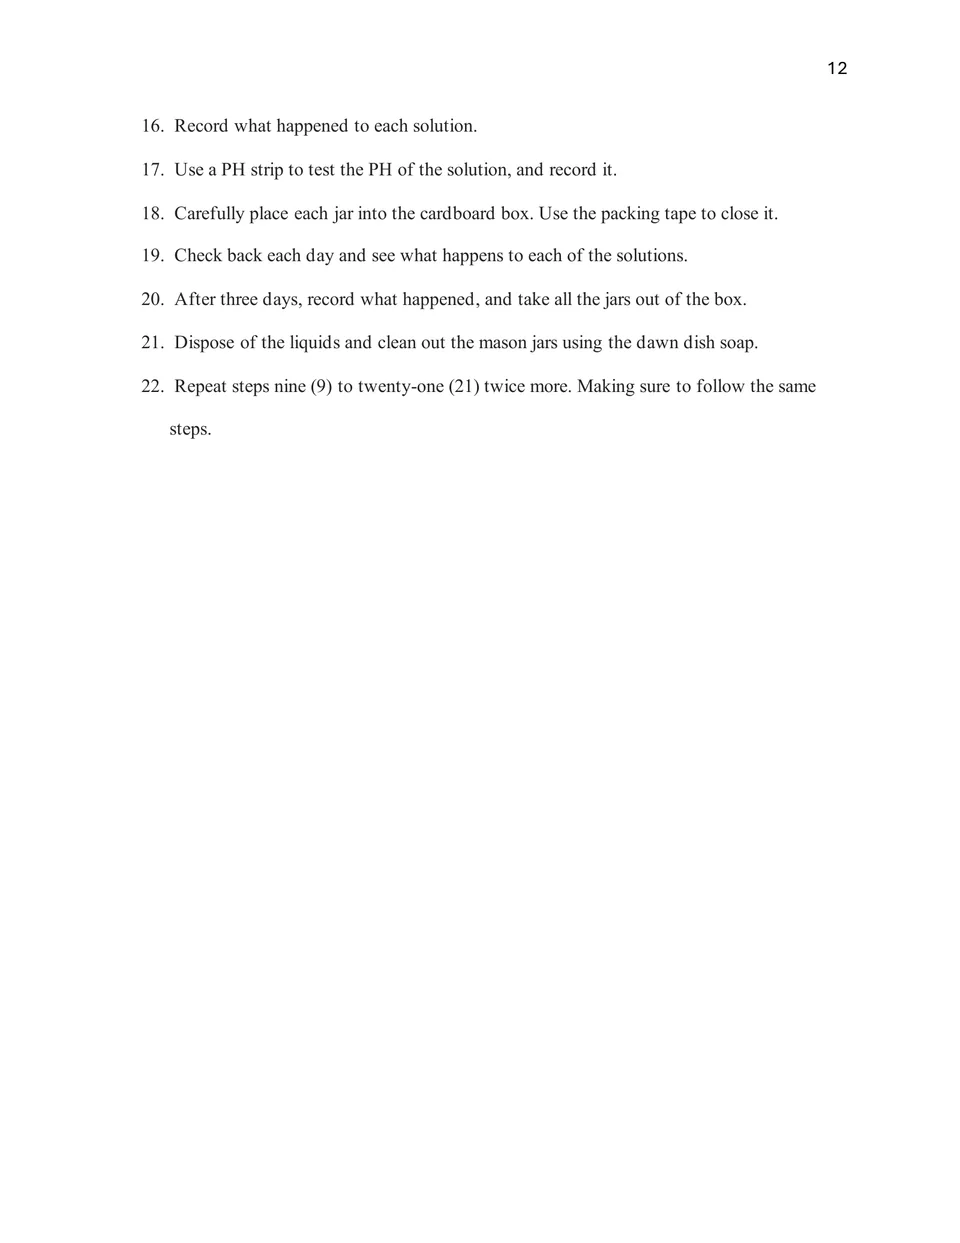 12
16. Record what happened to each solution.
17. Use a PH strip to test the PH of the solution, and record it.
18. Carefully place each jar into the cardboard box. Use the packing tape to close it.
19. Check back each day and see what happens to each of the solutions.
20. After three days, record what happened, and take all the jars out of the box.
21. Dispose of the liquids and clean out the mason jars using the dawn dish soap.
22. Repeat steps nine (9) to twenty-one (21) twice more. Making sure to follow the same
steps.